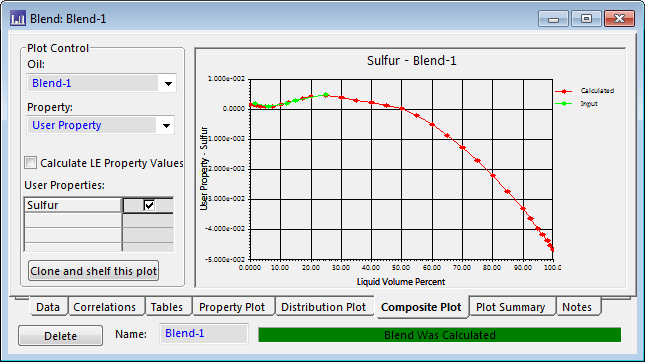 Blend: Blend-1
Plot Control
Oil:
Blend-1
Property:
User Property
Calculate LE Property Values
User Properties:
Sulfur
Clone and shelf this plot
Sulfur - Blend-1
User Property - Sulfur
1.000e-002
0.0000
-1.000e-002
-2.000e-002
-3.000e-002
-4.000e-002
-5.000e-002
0.0000 10.00 20.00 30.00 40.00 50.00 60.00 70.00 80.00 90.00 100.0
Liquid Volume Percent
Calculated
Input
Data Correlations Tables Property Plot Distribution Plot Composite Plot Plot Summary Notes
Delete Name: Blend-1 Blend Was Calculated